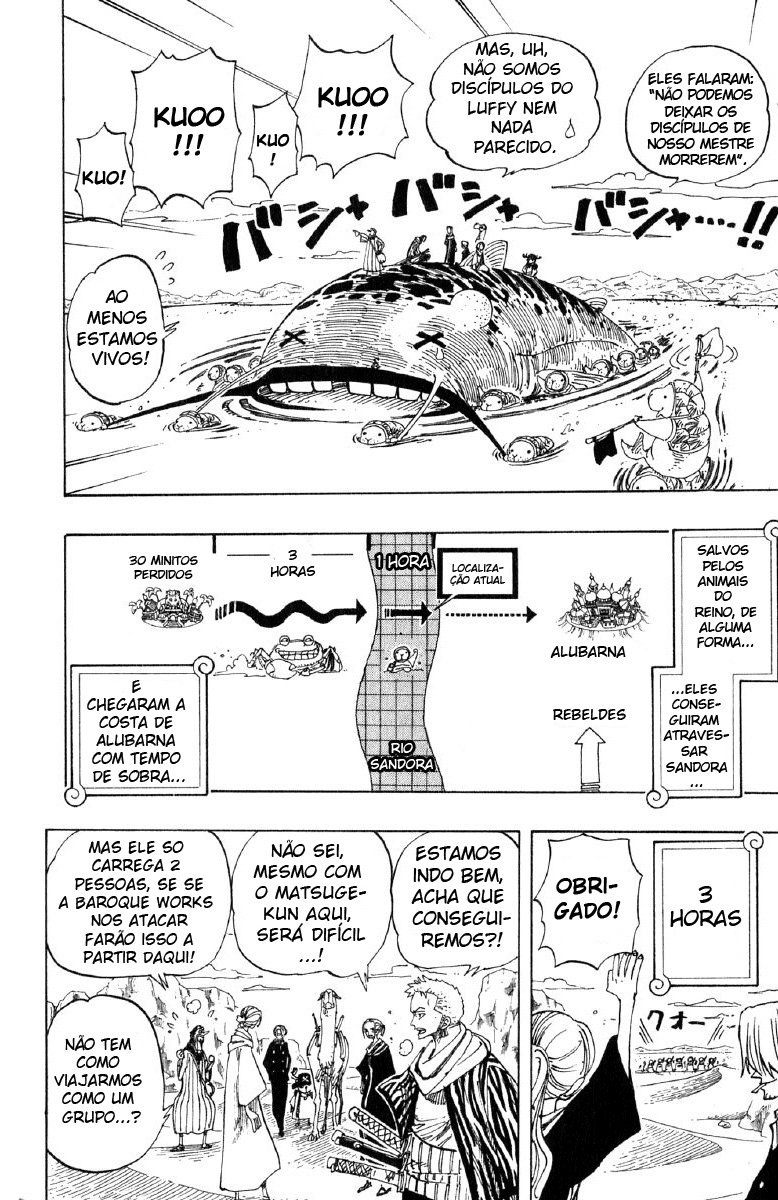 ELES FALARAM:
"NÃO PODEMOS
DEIXAR OS
DISCÍPULOS DE
NOSSO MESTRE
MORREREM".
MAS, UH,
NÃO SOMOS
DISCÍPULOS DO
LUFFY NEM
NADA
PARECIDO.
KUOO
!!!
KUO
!
KUOO
!!!
KUO!
バシャ バシャ バシャ…!!
AO
MENOS
ESTAMOS
VIVOS!
SALVOS
PELOS
ANIMAIS
DO
REINO, DE
ALGUMA
FORMA...
...ELES
CONSE-
GUIRAM
ATRAVES-
SAR
SANDORA
...
30 MINITOS
PERDIDOS
3
HORAS
1 HORA
LOCALIZA-
ÇÃO ATUAL
ALUBARNA
REBELDES
RIO
SANDORA
E
CHEGARAM A
COSTA DE
ALUBARNA
COM TEMPO
DE SOBRA...
3
HORAS
OBRI-
GADO!
クオー
ESTAMOS
INDO BEM,
ACHA QUE
CONSEGUI-
REMOS?!
NÃO SEI,
MESMO COM
O MATSUGE-
KUN AQUI,
SERÁ DIFÍCIL
...!
MAS ELE SO
CARREGA 2
PESSOAS, SE SE
A BAROQUE WORKS
NOS ATACAR
FARÃO ISSO A
PARTIR DAQUI!
NÃO TEM
COMO
VIAJARMOS
COMO UM
GRUPO...?